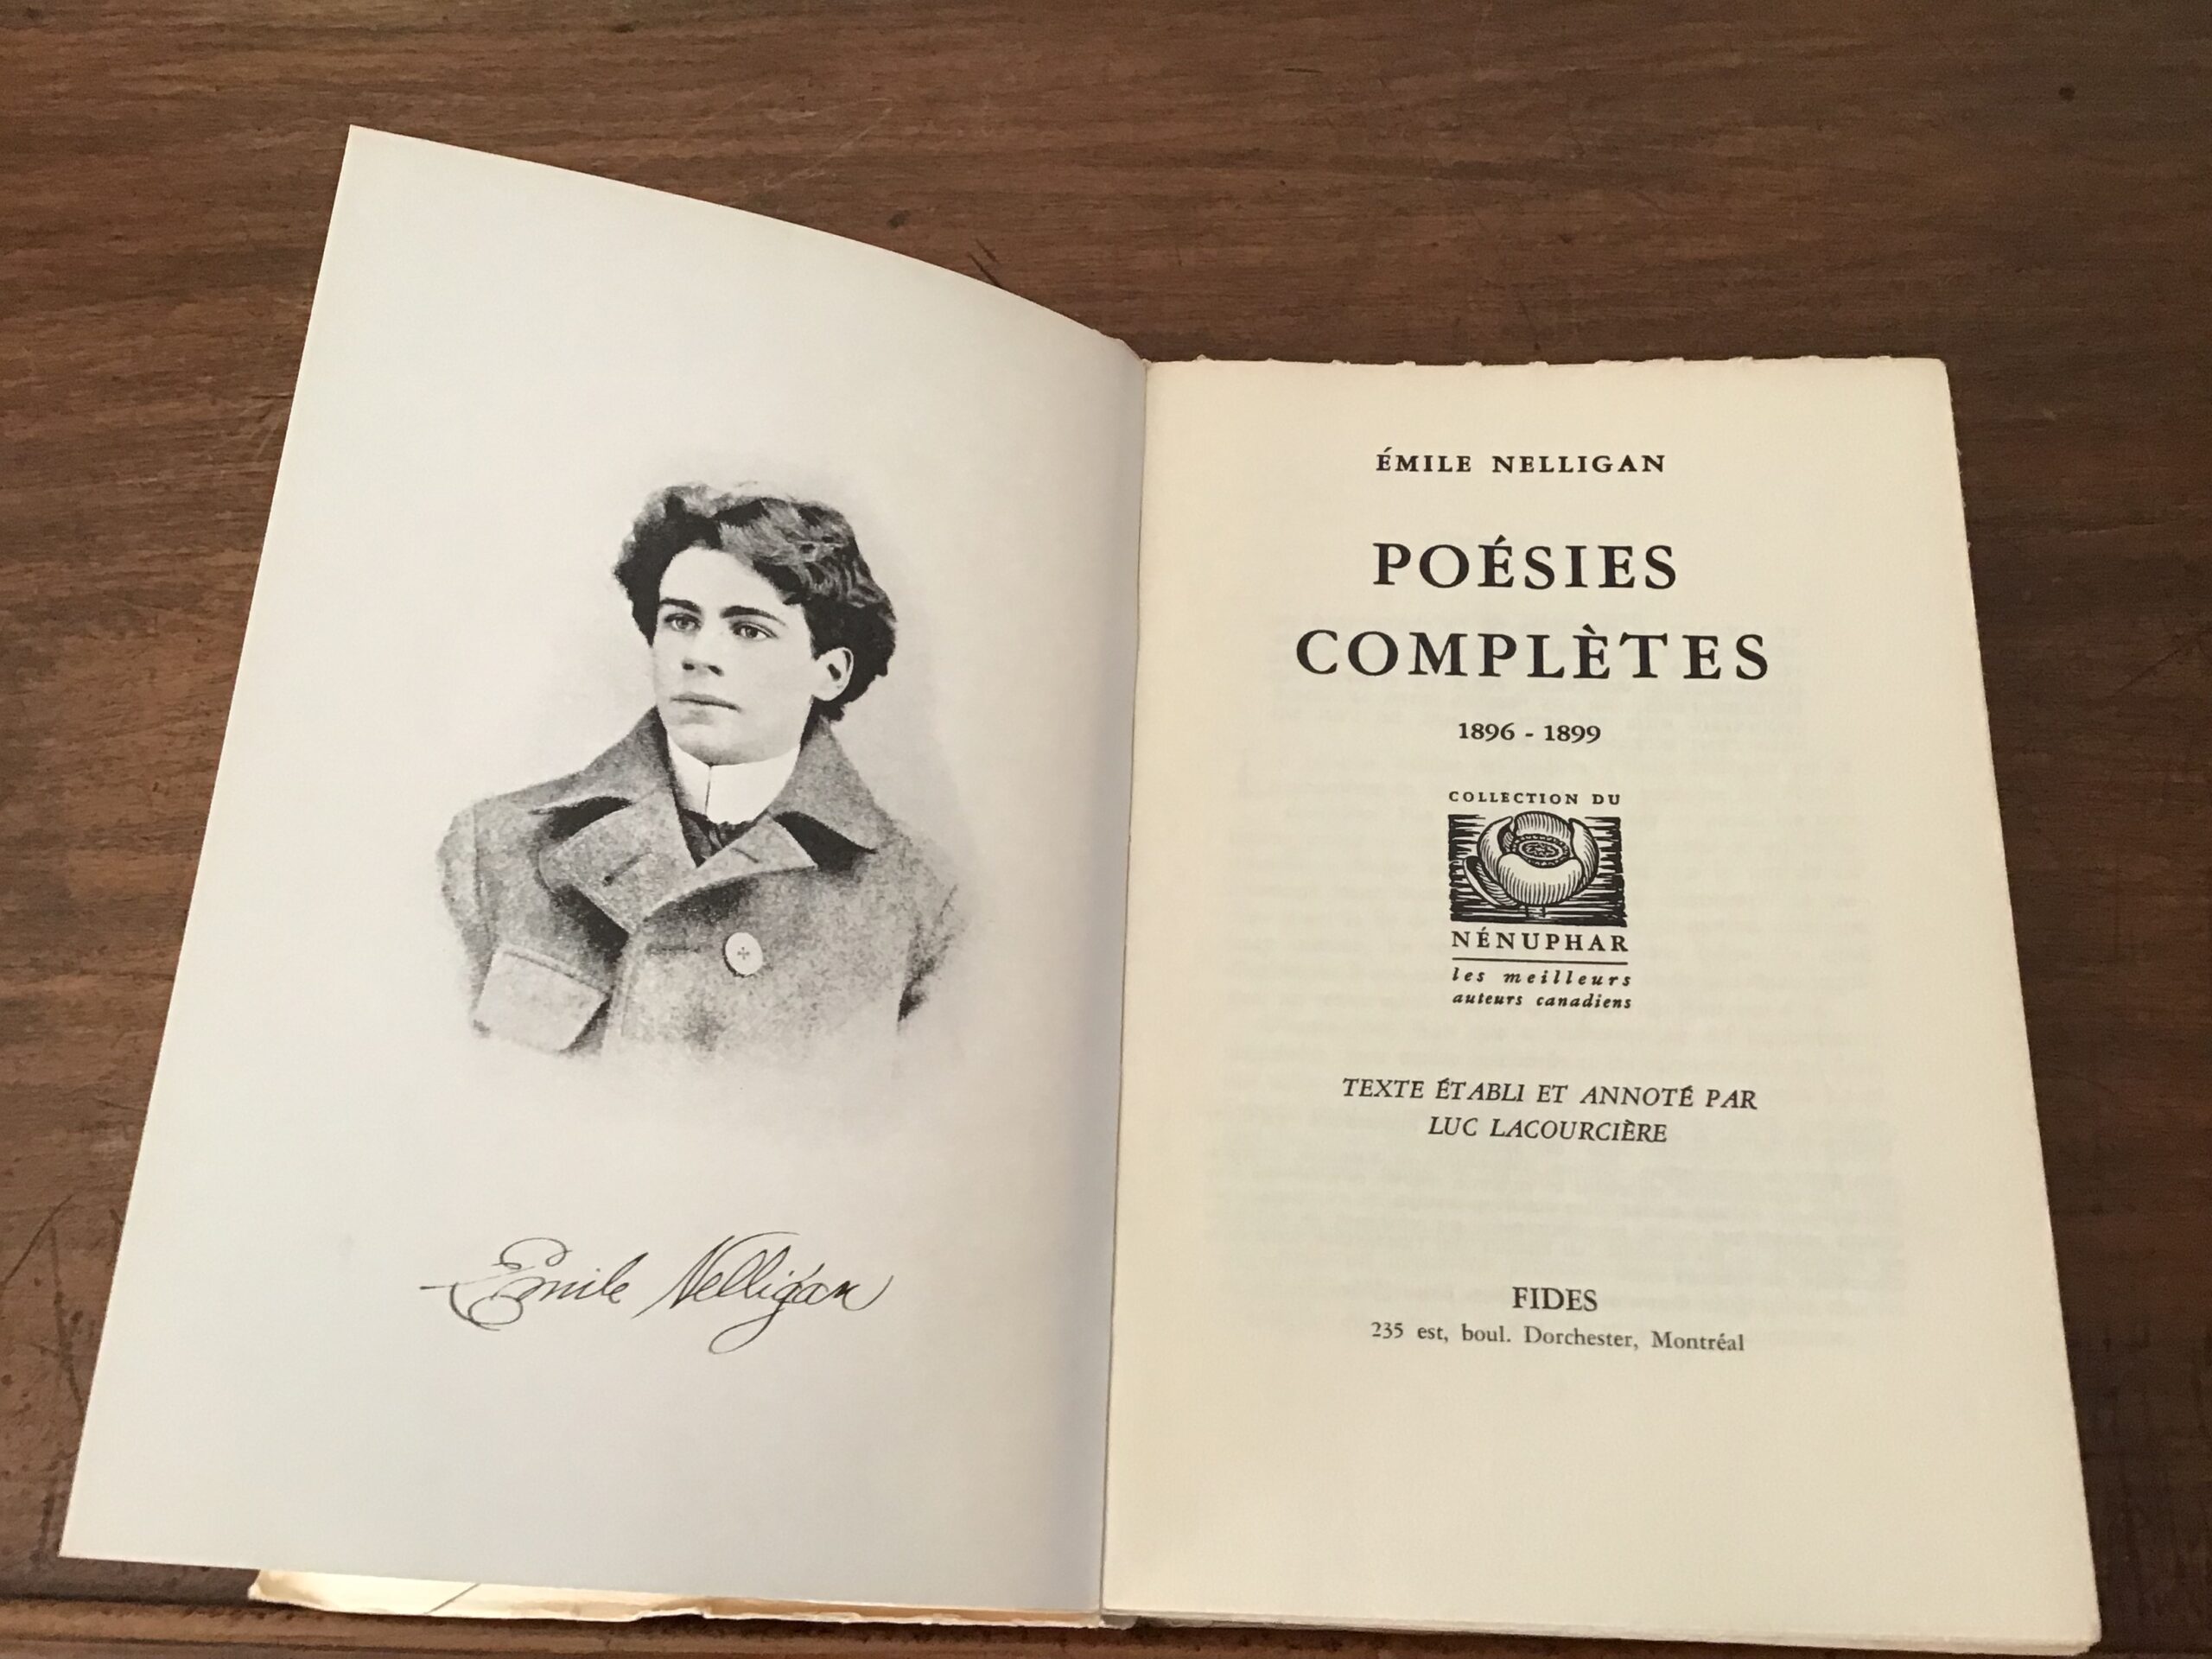 Emile Nelligan
ÉMILE NELLIGAN
POÉSIES
COMPLÈTES
1896 - 1899
COLLECTION DU
NÉNUPHAR
les meilleurs
auteurs canadiens
TEXTE ÉTABLI ET ANNOTÉ PAR
LUC LACOURCIÈRE
FIDES
235 est, boul. Dorchester, Montréal